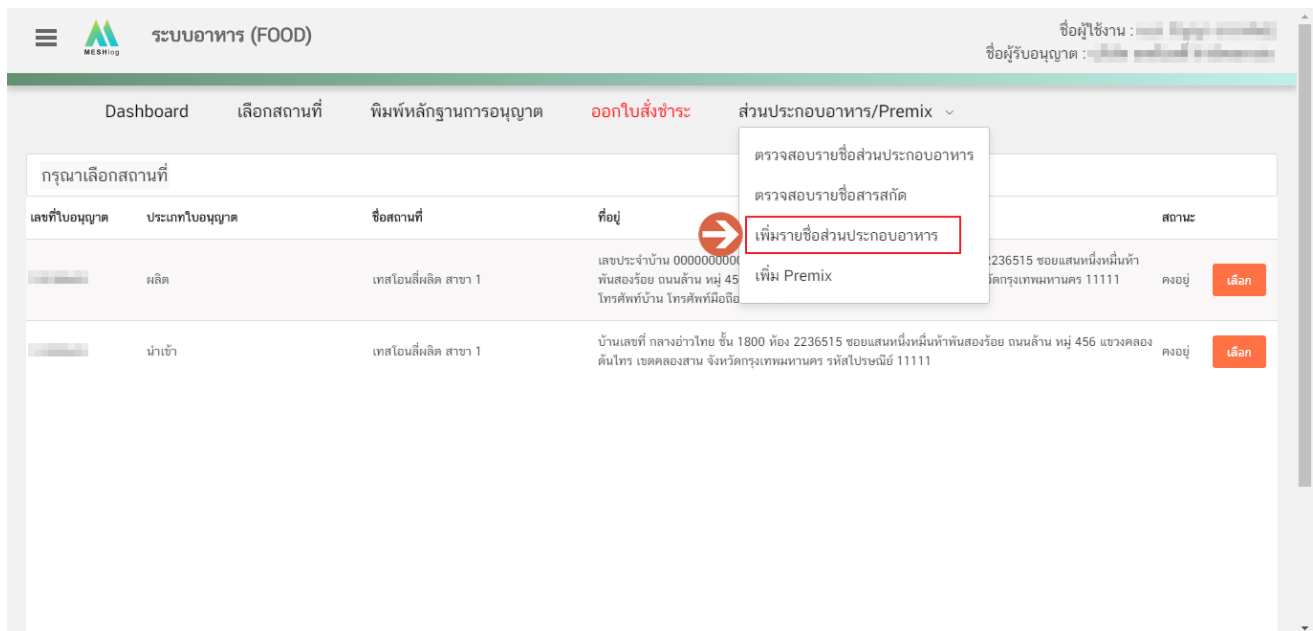 MESHlog
ระบบอาหาร (FOOD)
ชื่อผู้ใช้งาน :
ชื่อผู้รับอนุญาต :
Dashboard เลือกสถานที่ พิมพ์หลักฐานการอนุญาต ออกใบสั่งชำระ ส่วนประกอบอาหาร/Premix
ตรวจสอบรายชื่อส่วนประกอบอาหาร
ตรวจสอบรายชื่อสารสกัด
เพิ่มรายชื่อส่วนประกอบอาหาร
เพิ่ม Premix
กรุณาเลือกสถานที่
เลขที่ใบอนุญาต ประเภทใบอนุญาต ชื่อสถานที่ ที่อยู่ สถานะ
ผลิต เทสโอนลี่ผลิต สาขา 1
เลขประจำบ้าน 0000000000 2236515 ซอยแสนหนึ่งหมื่นห้า
พันสองร้อย ถนนล้าน หมู่ 45 กรุงเทพมหานคร 11111
โทรศัพท์บ้าน โทรศัพท์มือถือ
คงอยู่ เลือก
นำเข้า เทสโอนลี่ผลิต สาขา 1
บ้านเลขที่ กลางอ่าวไทย ชั้น 1800 ห้อง 2236515 ซอยแสนหนึ่งหมื่นห้าพันสองร้อย ถนนล้าน หมู่ 456 แขวงคลอง
ต้นไทร เขตคลองสาน จังหวัดกรุงเทพมหานคร รหัสไปรษณีย์ 11111
คงอยู่ เลือก